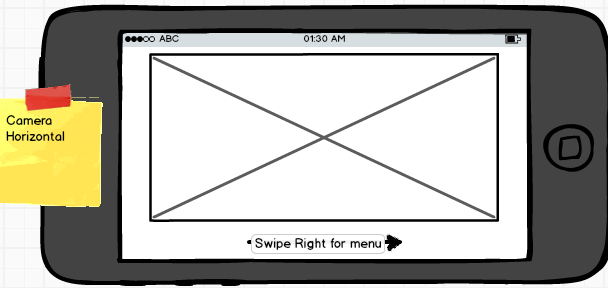 ABC
01:30 AM
Camera
Horizontal
Swipe Right for menu